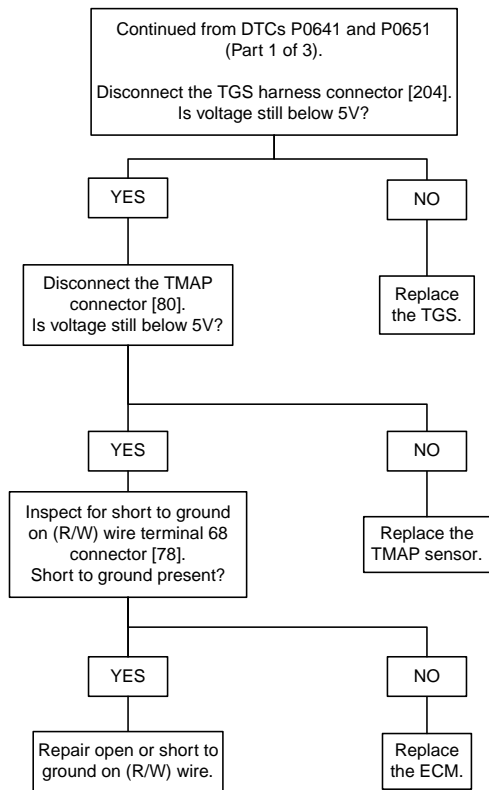 Continued from DTCs P0641 and P0651
(Part 1 of 3).
Disconnect the TGS harness connector [204].
Is voltage still below 5V?
YES
NO
Disconnect the TMAP
connector [80].
Is voltage still below 5V?
Replace
the TGS.
YES
NO
Inspect for short to ground
on (R/W) wire terminal 68
connector [78].
Short to ground present?
Replace the
TMAP sensor.
YES
NO
Repair open or short to
ground on (R/W) wire.
Replace
the ECM.